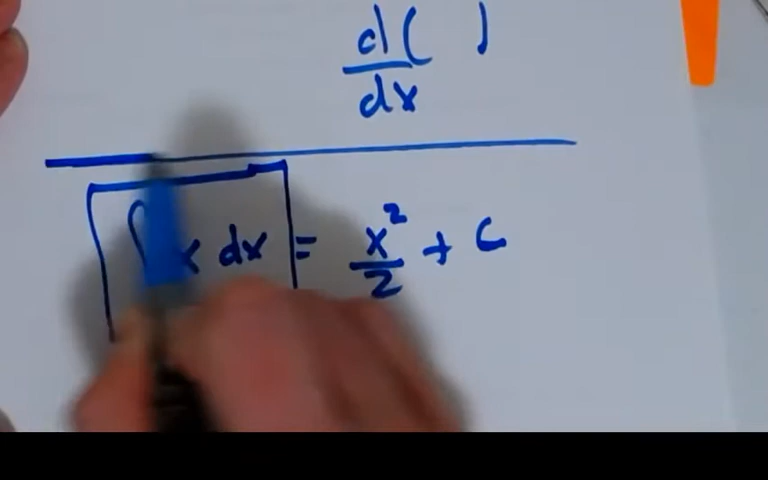 d( )
dx
∫ x dx = x²/2 + c